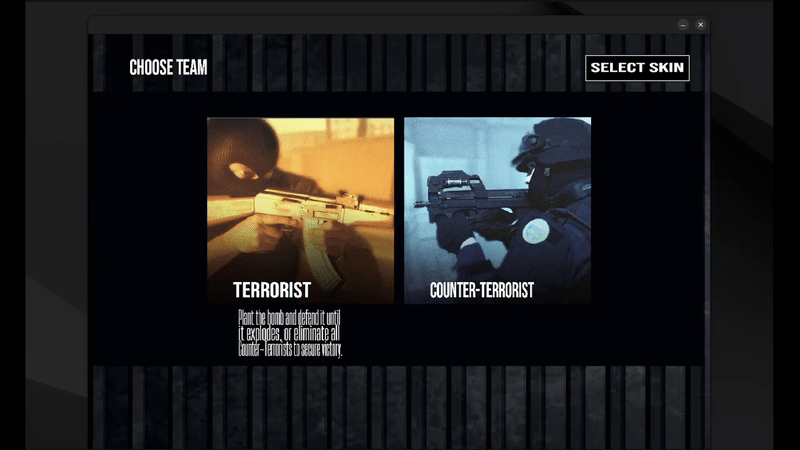 CHOOSE TEAM
SELECT SKIN
TERRORIST
COUNTER-TERRORIST
Plant the bomb and defend it until
it explodes, or eliminate all
Counter-Terrorists to secure victory.